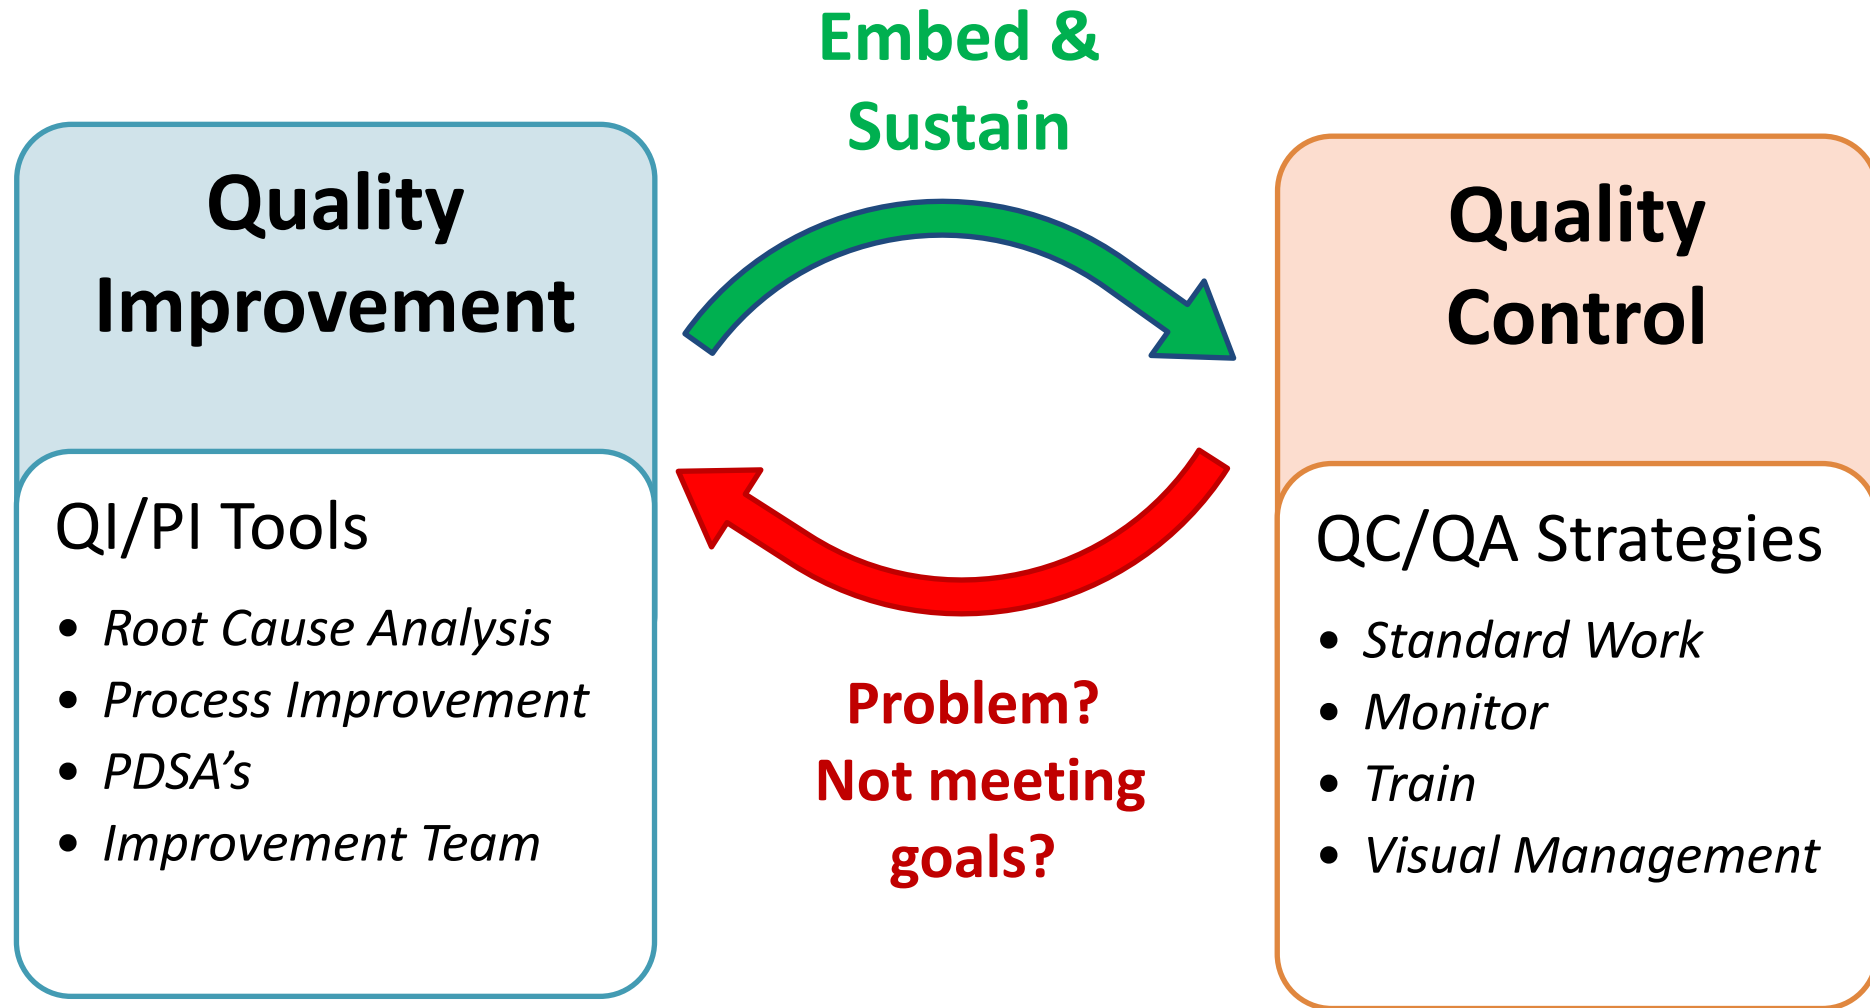 Embed &
Sustain
Quality
Improvement
QI/PI Tools
• Root Cause Analysis
• Process Improvement
• PDSA’s
• Improvement Team
Problem?
Not meeting
goals?
Quality
Control
QC/QA Strategies
• Standard Work
• Monitor
• Train
• Visual Management